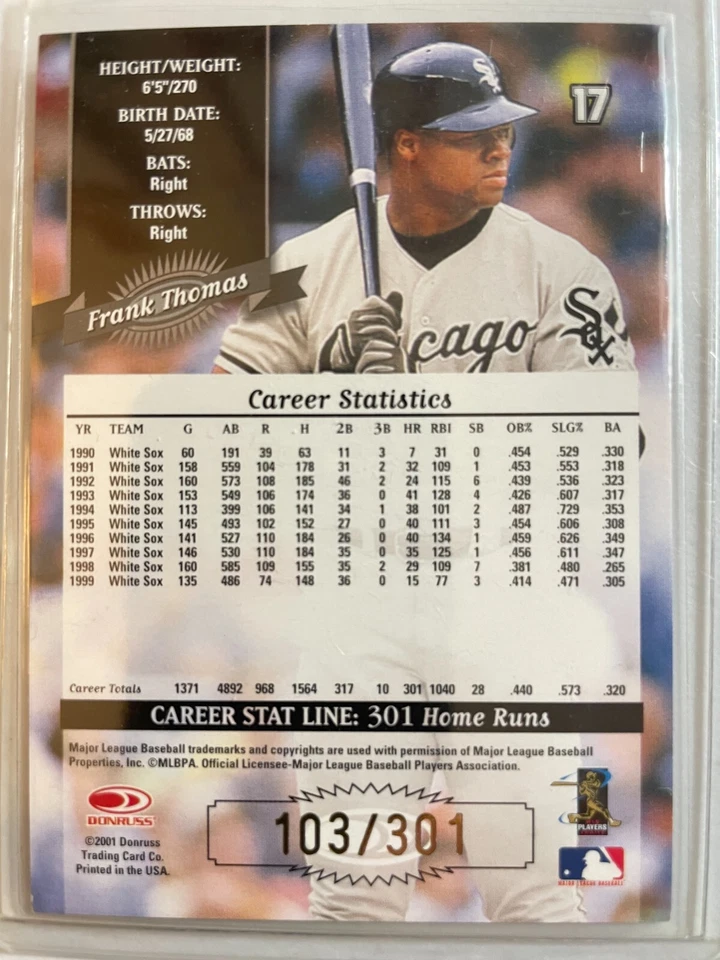 HEIGHT/WEIGHT:
6'5"/270
BIRTH DATE:
5/27/68
BATS:
Right
THROWS:
Right
Frank Thomas
17
Sox
cago
Sox
Career Statistics
YR TEAM G AB R H 2B 3B HR RBI SB OB% SLG% BA
1990 White Sox 60 191 39 63 11 3 7 31 0 .454 .529 .330
1991 White Sox 158 559 104 178 31 2 32 109 1 .453 .553 .318
1992 White Sox 160 573 108 185 46 2 24 115 6 .439 .536 .323
1993 White Sox 153 549 106 174 36 0 41 128 4 .426 .607 .317
1994 White Sox 113 399 106 141 34 1 38 101 2 .487 .729 .353
1995 White Sox 145 493 102 152 27 0 40 111 3 .454 .606 .308
1996 White Sox 141 527 110 184 26 0 40 134 1 .459 .626 .349
1997 White Sox 146 530 110 184 35 0 35 125 1 .456 .611 .347
1998 White Sox 160 585 109 155 35 2 29 109 7 .381 .480 .265
1999 White Sox 135 486 74 148 36 0 15 77 3 .414 .471 .305
Career Totals 1371 4892 968 1564 317 10 301 1040 28 .440 .573 .320
CAREER STAT LINE: 301 Home Runs
Major League Baseball trademarks and copyrights are used with permission of Major League Baseball
Properties, Inc. ©MLBPA. Official Licensee-Major League Baseball Players Association.
DONRUSS
©2001 Donruss
Trading Card Co.
Printed in the USA.
103/301
PLAYERS
MAJOR LEAGUE BASEBALL